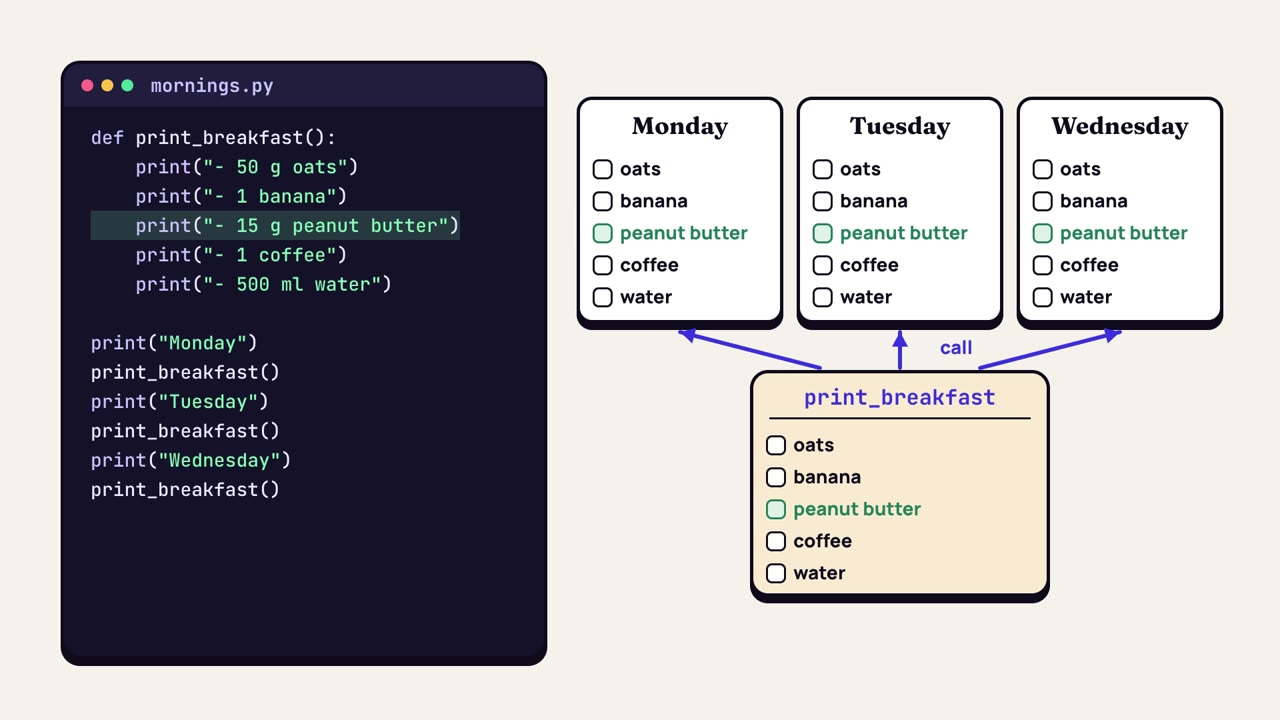 mornings.py
def print_breakfast():
    print("- 50 g oats")
    print("- 1 banana")
    print("- 15 g peanut butter")
    print("- 1 coffee")
    print("- 500 ml water")
print("Monday")
print_breakfast()
print("Tuesday")
print_breakfast()
print("Wednesday")
print_breakfast()
Monday
oats
banana
peanut butter
coffee
water
Tuesday
oats
banana
peanut butter
coffee
water
Wednesday
oats
banana
peanut butter
coffee
water
call
print_breakfast
oats
banana
peanut butter
coffee
water